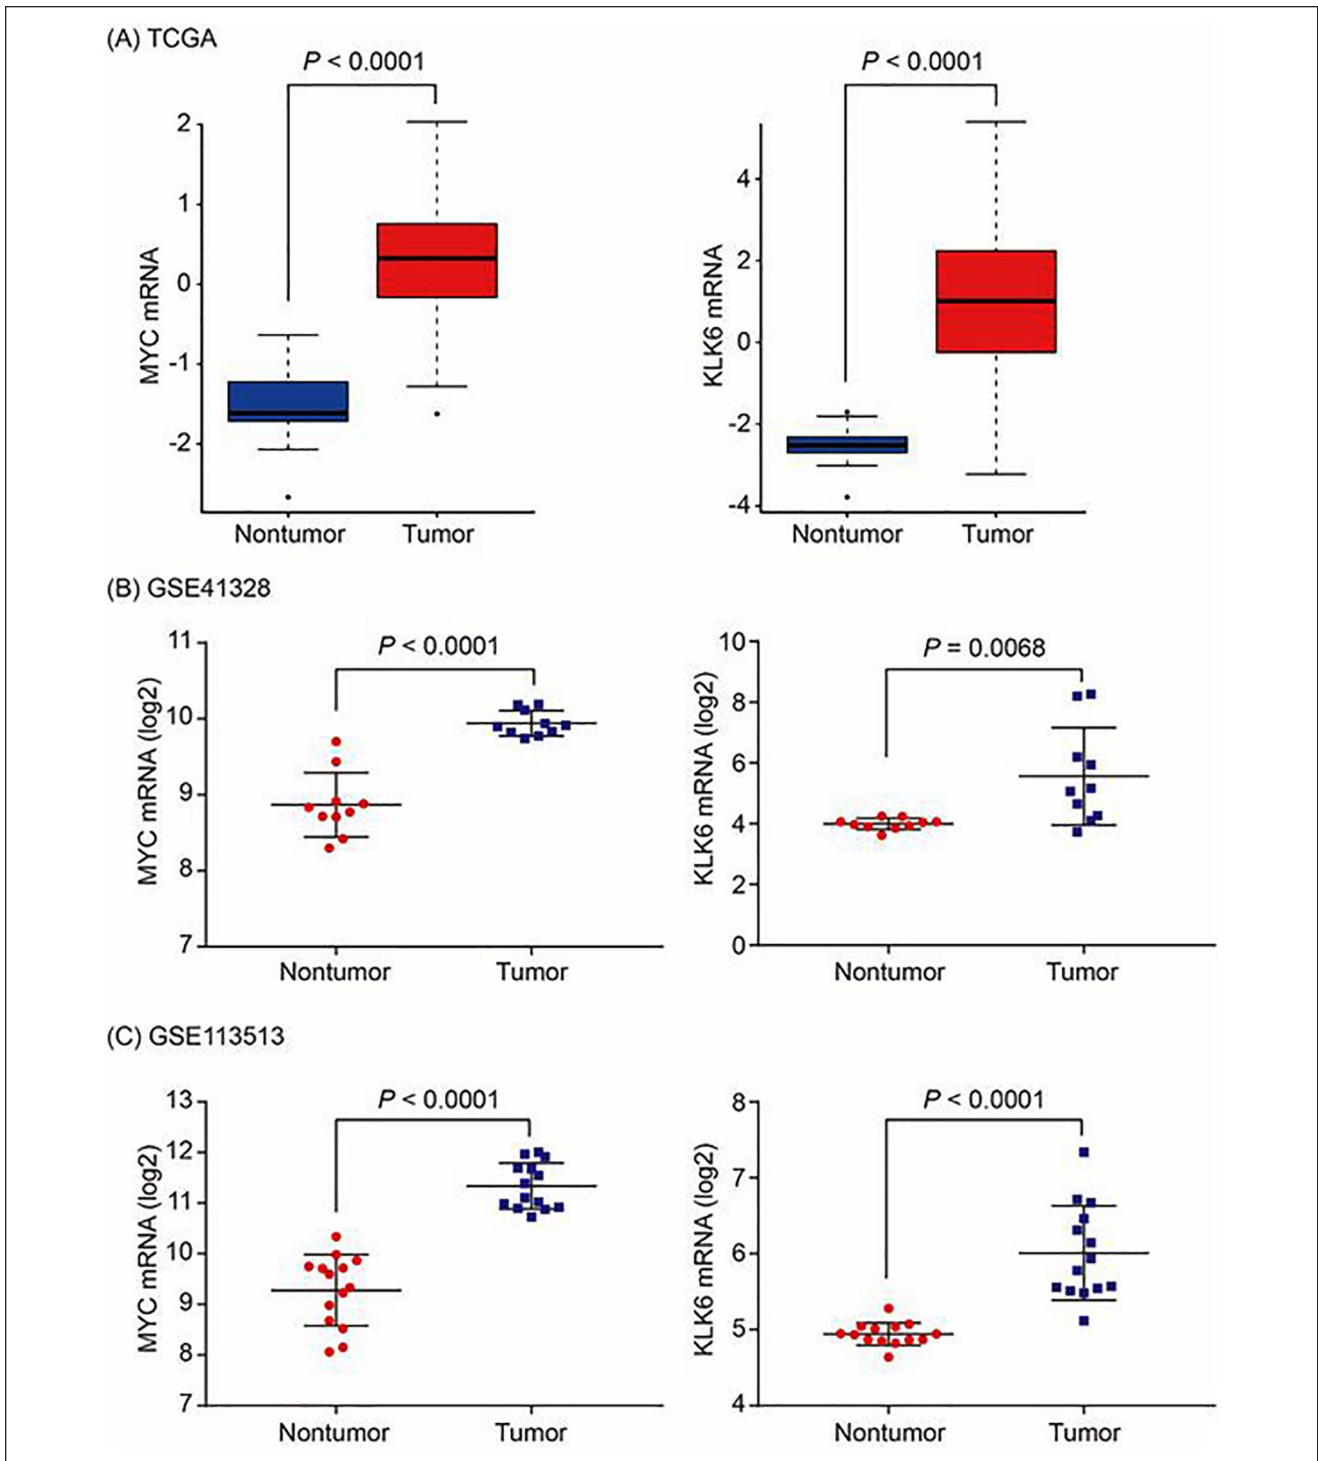 (A) TCGA
P < 0.0001
P < 0.0001
MYC mRNA
2
1
0
-1
-2
Nontumor
Tumor
KLK6 mRNA
4
2
0
-2
-4
Nontumor
Tumor
(B) GSE41328
P < 0.0001
P = 0.0068
MYC mRNA (log2)
11
10
9
8
7
Nontumor
Tumor
KLK6 mRNA (log2)
10
8
6
4
2
0
Nontumor
Tumor
(C) GSE113513
P < 0.0001
P < 0.0001
MYC mRNA (log2)
13
12
11
10
9
8
7
Nontumor
Tumor
KLK6 mRNA (log2)
8
7
6
5
4
Nontumor
Tumor